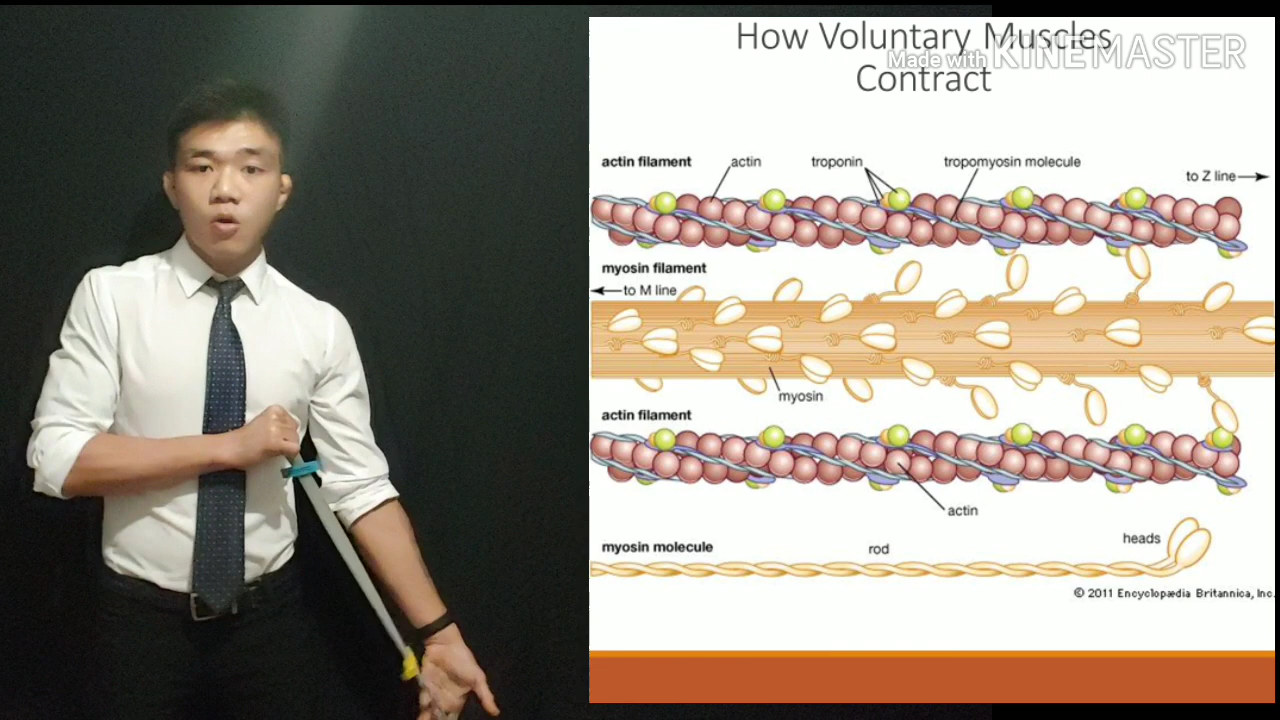 How Voluntary Muscles
Made with KINEMASTER
Contract
actin filament
actin
troponin
tropomyosin molecule
to Z line
myosin filament
to M line
myosin
actin filament
actin
myosin molecule
rod
heads
© 2011 Encyclopædia Britannica, Inc.